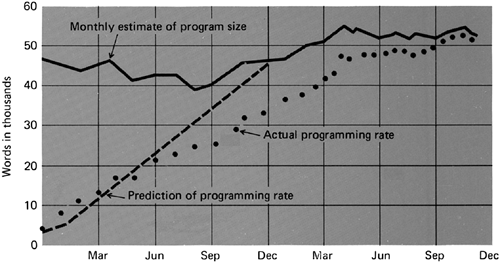 60
Monthly estimate of program size
50
40
30
20
10
0
Words in thousands
Actual programming rate
Prediction of programming rate
Mar Jun Sep Dec Mar Jun Sep Dec